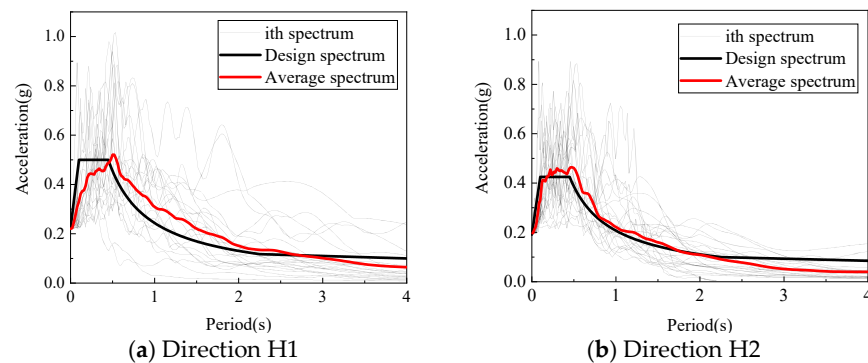 ith spectrum
Design spectrum
Average spectrum
1.0
0.8
0.6
0.4
0.2
0.0
Acceleration(g)
0 1 2 3 4
Period(s)
(a) Direction H1
ith spectrum
Design spectrum
Average spectrum
1.0
0.8
0.6
0.4
0.2
0.0
Acceleration(g)
0 1 2 3 4
Period(s)
(b) Direction H2